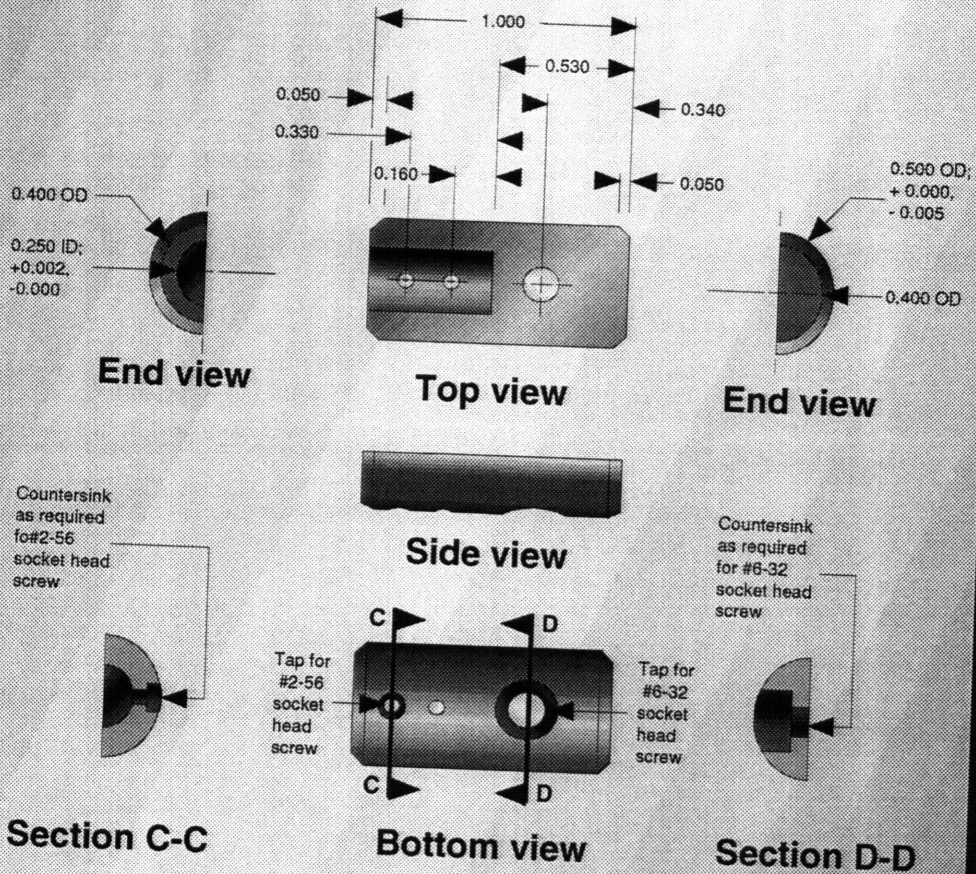 1.000
0.530
0.050
0.340
0.330
0.160
0.050
0.400 OD
0.250 ID;
+0.002,
-0.000
0.500 OD;
+ 0.000,
- 0.005
0.400 OD
End view
Top view
End view
Countersink
as required
fo#2-56
socket head
screw
Side view
Countersink
as required
for #6-32
socket head
screw
C
D
Tap for
#2-56
socket
head
screw
Tap for
#6-32
socket
head
screw
C
D
Section C-C
Bottom view
Section D-D